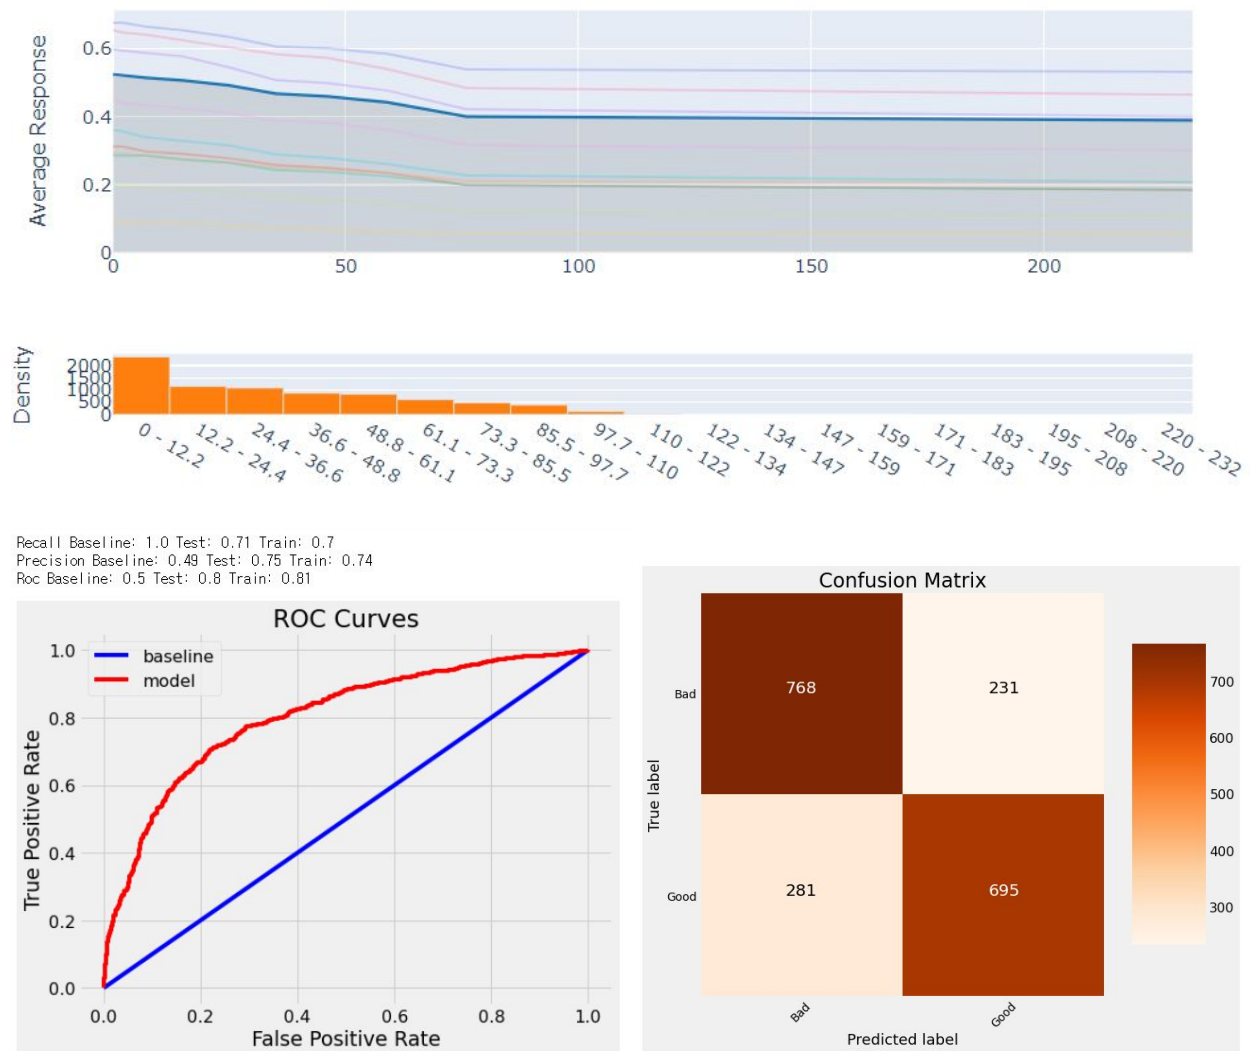 Average Response
0.6
0.4
0.2
0
0 50 100 150 200
Density
2000
1500
1000
500
0
0 - 12.2 12.2 - 24.4 24.4 - 36.6 36.6 - 48.8 48.8 - 61.1 61.1 - 73.3 73.3 - 85.5 85.5 - 97.7 97.7 - 110 110 - 122 122 - 134 134 - 147 147 - 159 159 - 171 171 - 183 183 - 195 195 - 208 208 - 220 220 - 232
Recall Baseline: 1.0 Test: 0.71 Train: 0.7
Precision Baseline: 0.49 Test: 0.75 Train: 0.74
Roc Baseline: 0.5 Test: 0.8 Train: 0.81
ROC Curves
baseline
model
True Positive Rate
1.0
0.8
0.6
0.4
0.2
0.0
0.0 0.2 0.4 0.6 0.8 1.0
False Positive Rate
Confusion Matrix
True label
Bad 768 231
Good 281 695
Bad Good
Predicted label
700
600
500
400
300